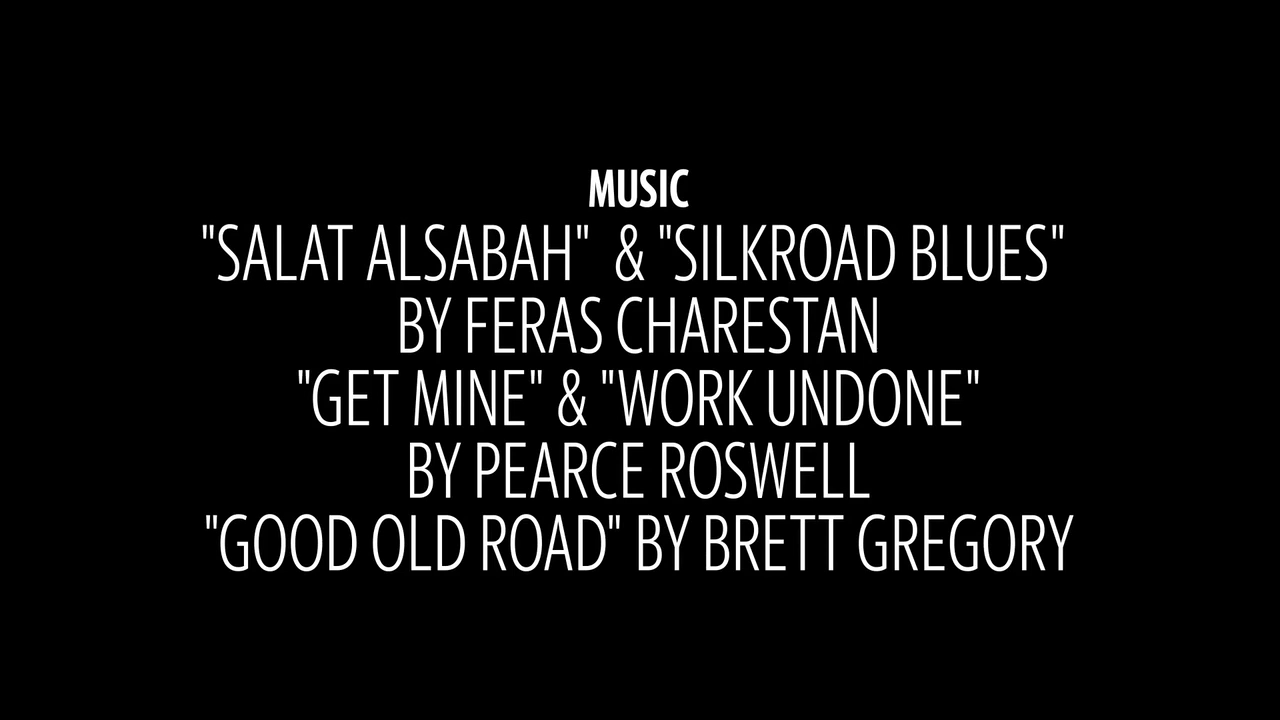 MUSIC
"SALAT ALSABAH" & "SILKROAD BLUES"
BY FERAS CHARESTAN
"GET MINE" & "WORK UNDONE"
BY PEARCE ROSWELL
"GOOD OLD ROAD" BY BRETT GREGORY